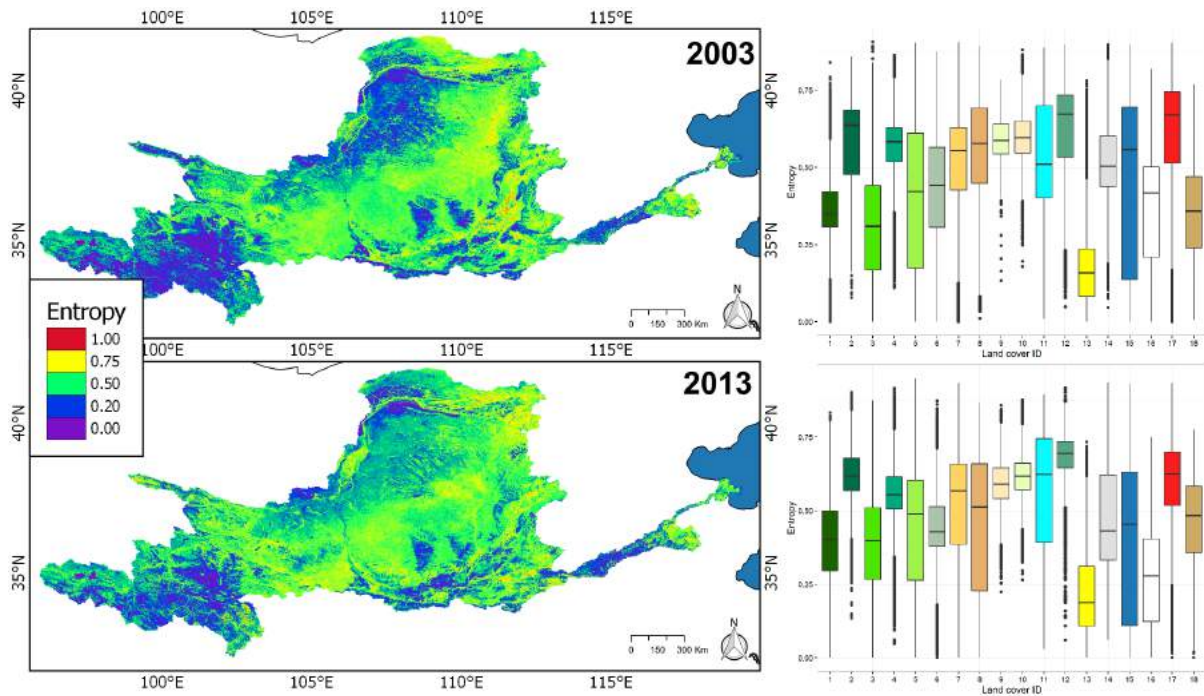 100°E 105°E 110°E 115°E
2003
40°N 40°N
35°N 35°N
N
0 150 300 Km
Entropy
1.00
0.75
0.50
0.20
0.00
2013
40°N 40°N
35°N 35°N
N
0 150 300 Km
100°E 105°E 110°E 115°E
0.75
0.50
0.25
0.00
Entropy
1 2 3 4 5 6 7 8 9 10 11 12 13 14 15 16 17 18
Land cover ID
0.75
0.50
0.25
0.00
Entropy
1 2 3 4 5 6 7 8 9 10 11 12 13 14 15 16 17 18
Land cover ID